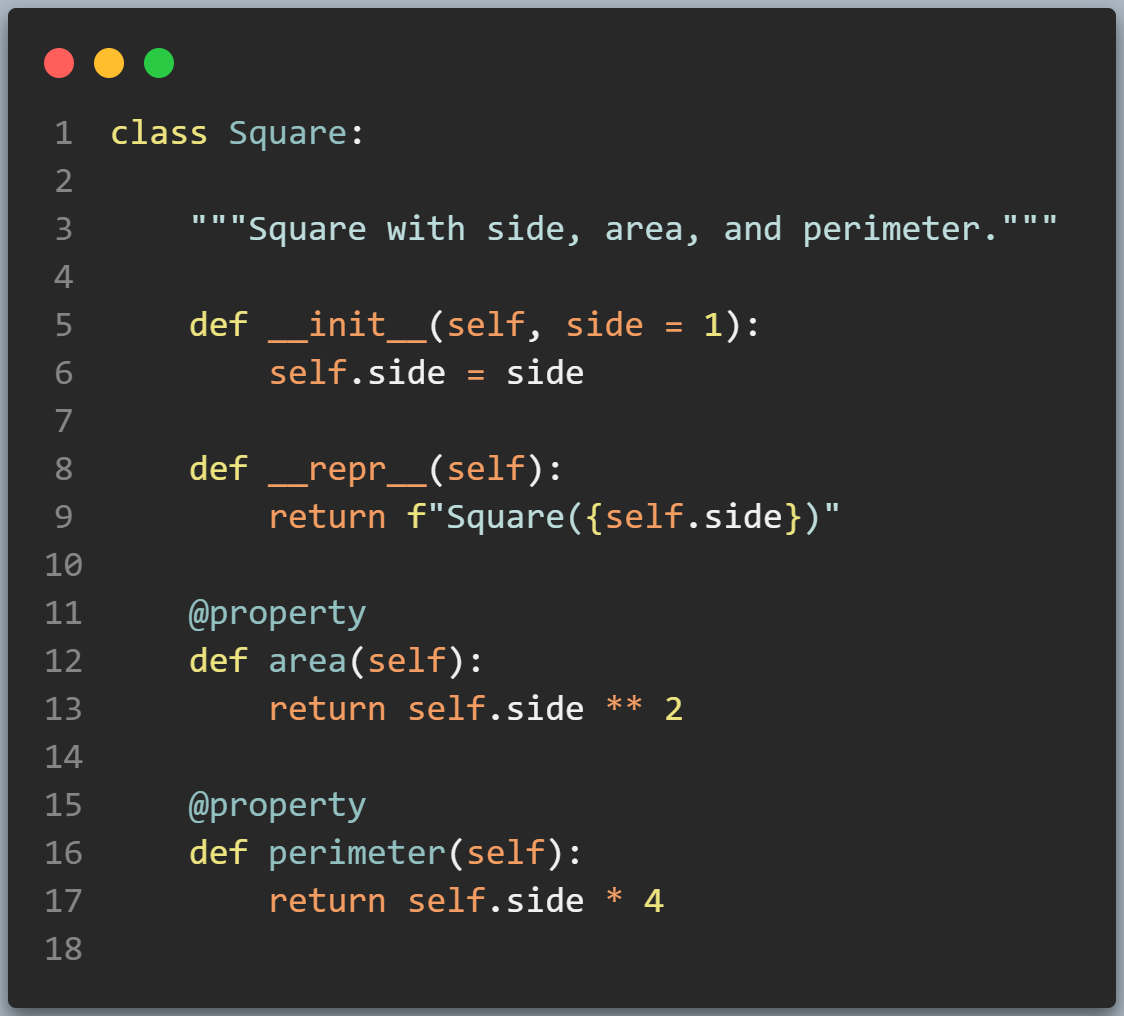 1 class Square:
2
3     """Square with side, area, and perimeter."""
4
5     def __init__(self, side = 1):
6         self.side = side
7
8     def __repr__(self):
9         return f"Square({self.side})"
10
11     @property
12     def area(self):
13         return self.side ** 2
14
15     @property
16     def perimeter(self):
17         return self.side * 4
18